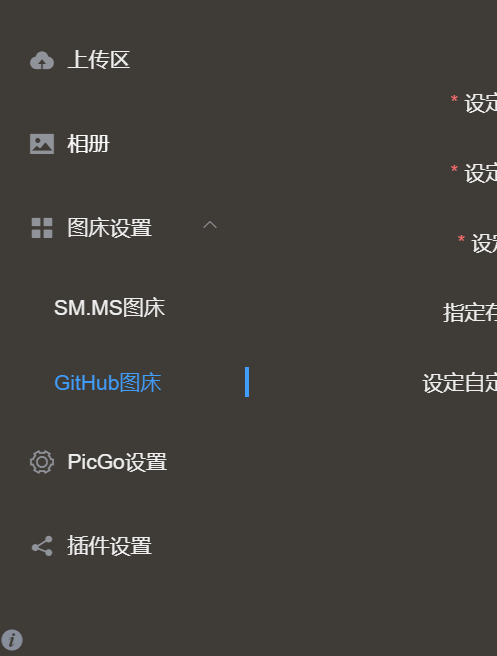 上传区
相册
图床设置
SM.MS图床
GitHub图床
PicGo设置
插件设置
* 设定
* 设定
* 设定
指定存
设定自定